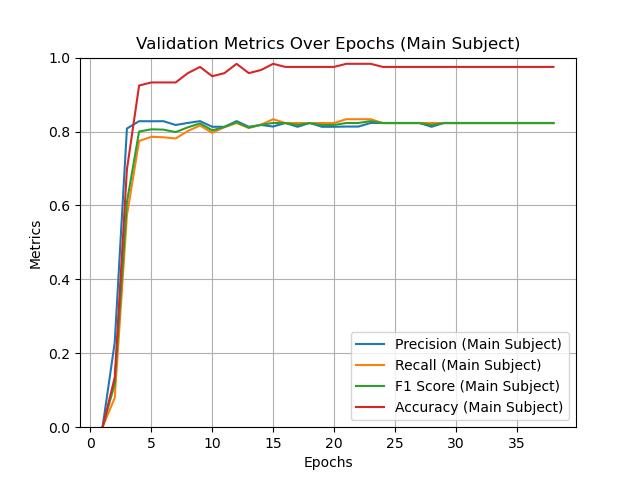 Validation Metrics Over Epochs (Main Subject)
1.0
0.8
0.6
0.4
0.2
0.0
Metrics
0 5 10 15 20 25 30 35
Epochs
Precision (Main Subject)
Recall (Main Subject)
F1 Score (Main Subject)
Accuracy (Main Subject)